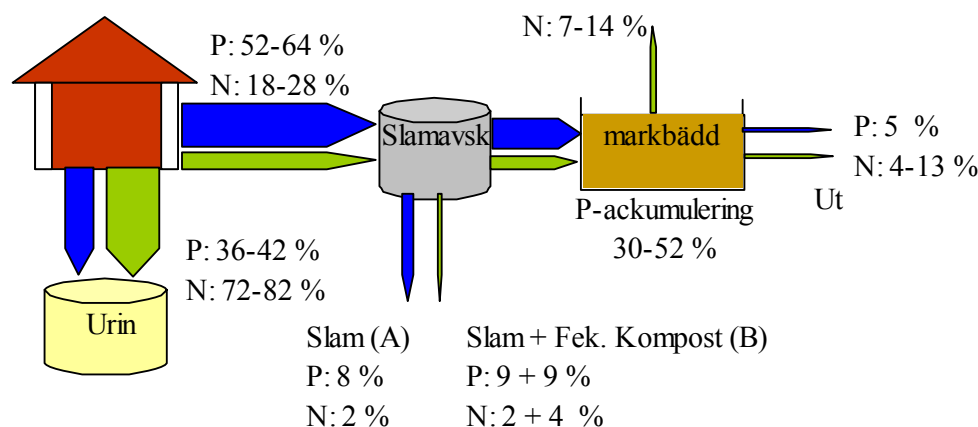 N: 7-14 %
P: 52-64 %
N: 18-28 %
Slamavsk
markbädd
P: 5 %
N: 4-13 %
Ut
P-ackumulering
30-52 %
P: 36-42 %
N: 72-82 %
Urin
Slam (A)
P: 8 %
N: 2 %
Slam + Fek. Kompost (B)
P: 9 + 9 %
N: 2 + 4 %